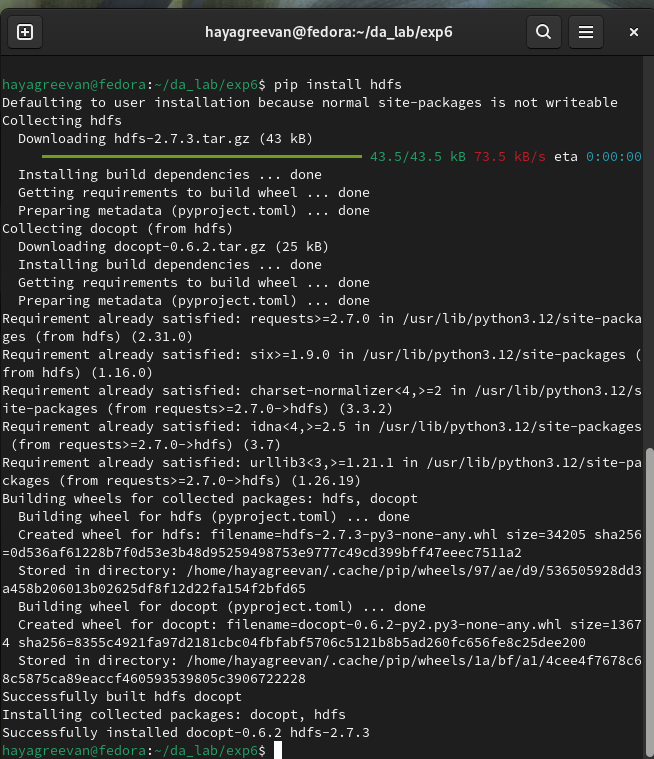 hayagreevan@fedora:~/da_lab/exp6
hayagreevan@fedora:~/da_lab/exp6$ pip install hdfs
Defaulting to user installation because normal site-packages is not writeable
Collecting hdfs
  Downloading hdfs-2.7.3.tar.gz (43 kB)
43.5/43.5 kB 73.5 kB/s eta 0:00:00
  Installing build dependencies ... done
  Getting requirements to build wheel ... done
  Preparing metadata (pyproject.toml) ... done
Collecting docopt (from hdfs)
  Downloading docopt-0.6.2.tar.gz (25 kB)
  Installing build dependencies ... done
  Getting requirements to build wheel ... done
  Preparing metadata (pyproject.toml) ... done
Requirement already satisfied: requests>=2.7.0 in /usr/lib/python3.12/site-packa
ges (from hdfs) (2.31.0)
Requirement already satisfied: six>=1.9.0 in /usr/lib/python3.12/site-packages (
from hdfs) (1.16.0)
Requirement already satisfied: charset-normalizer<4,>=2 in /usr/lib/python3.12/s
ite-packages (from requests>=2.7.0->hdfs) (3.3.2)
Requirement already satisfied: idna<4,>=2.5 in /usr/lib/python3.12/site-packages
 (from requests>=2.7.0->hdfs) (3.7)
Requirement already satisfied: urllib3<3,>=1.21.1 in /usr/lib/python3.12/site-pa
ckages (from requests>=2.7.0->hdfs) (1.26.19)
Building wheels for collected packages: hdfs, docopt
  Building wheel for hdfs (pyproject.toml) ... done
  Created wheel for hdfs: filename=hdfs-2.7.3-py3-none-any.whl size=34205 sha256
=0d536af61228b7f0d53e3b48d95259498753e9777c49cd399bff47eeec7511a2
  Stored in directory: /home/hayagreevan/.cache/pip/wheels/97/ae/d9/536505928dd3
a458b206013b02625df8f12d22fa154f2bfd65
  Building wheel for docopt (pyproject.toml) ... done
  Created wheel for docopt: filename=docopt-0.6.2-py2.py3-none-any.whl size=1367
4 sha256=8355c4921fa97d2181cbc04fbfabf5706c5121b8b5ad260fc656fe8c25dee200
  Stored in directory: /home/hayagreevan/.cache/pip/wheels/1a/bf/a1/4cee4f7678c6
8c5875ca89eaccf460593539805c3906722228
Successfully built hdfs docopt
Installing collected packages: docopt, hdfs
Successfully installed docopt-0.6.2 hdfs-2.7.3
hayagreevan@fedora:~/da_lab/exp6$